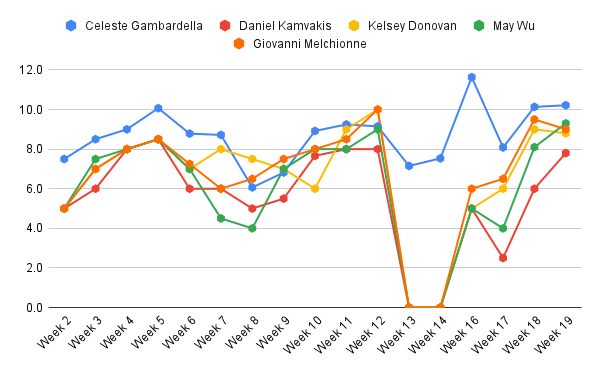 Celeste Gambardella Daniel Kamvakis Kelsey Donovan May Wu
Giovanni Melchionne
12.0
10.0
8.0
6.0
4.0
2.0
0.0
Week 2 Week 3 Week 4 Week 5 Week 6 Week 7 Week 8 Week 9 Week 10 Week 11 Week 12 Week 13 Week 14 Week 16 Week 17 Week 18 Week 19